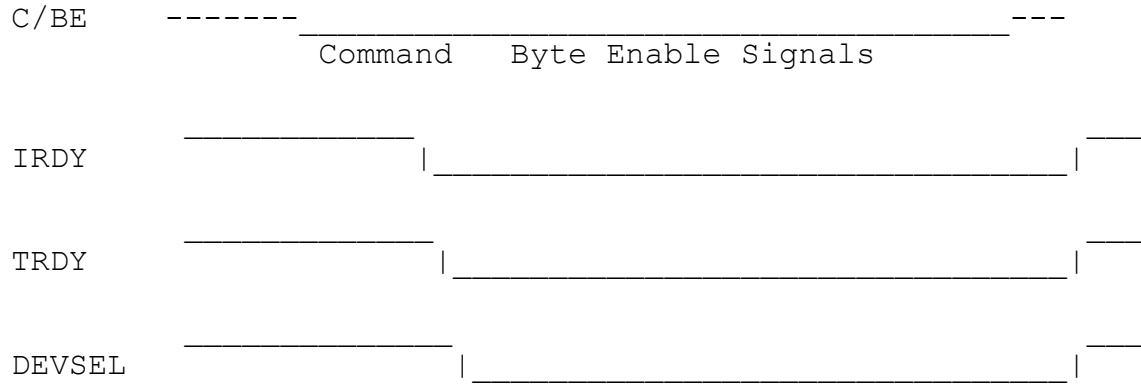 C/BE
Command Byte Enable Signals
IRDY
TRDY
DEVSEL